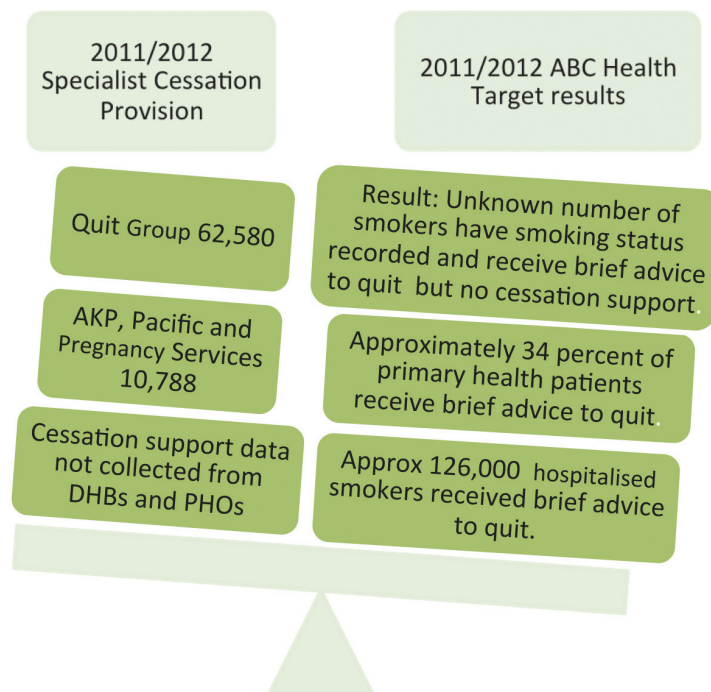 2011/2012
Specialist Cessation
Provision
2011/2012 ABC Health
Target results
Quit Group 62,580
AKP, Pacific and
Pregnancy Services
10,788
Cessation support data
not collected from
DHBs and PHOs
Result: Unknown number of
smokers have smoking status
recorded and receive brief advice
to quit but no cessation support.
Approximately 34 percent of
primary health patients
receive brief advice to quit.
Approx 126,000 hospitalised
smokers received brief advice
to quit.